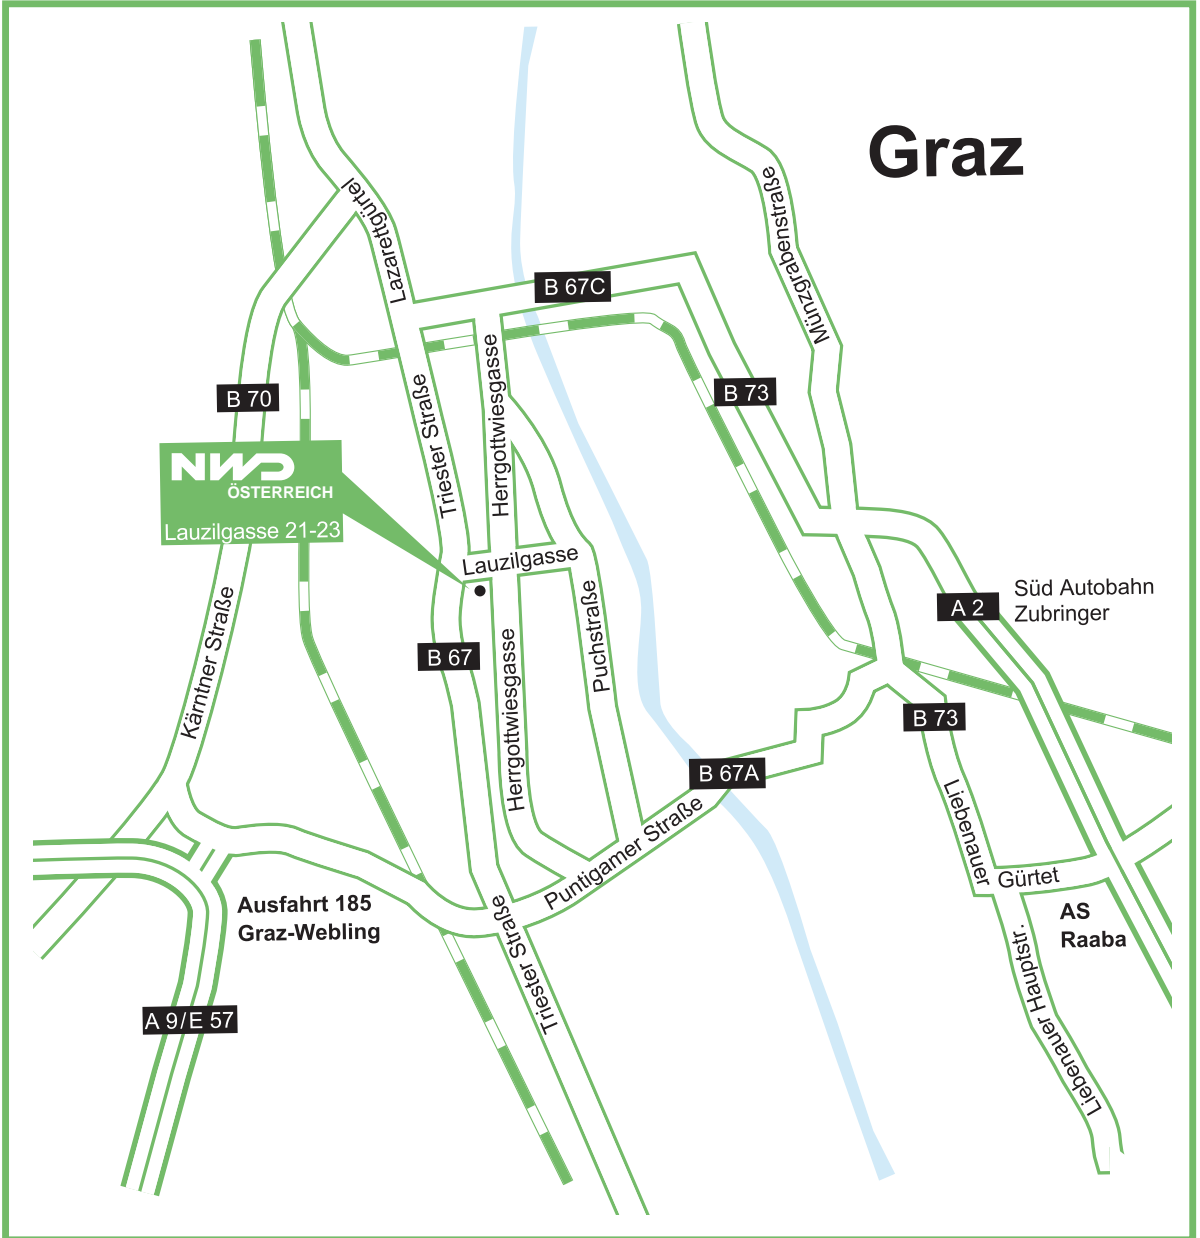 Graz
Münzgrabenstraße
Lazarettgürtel
B 67C
B 70
B 73
Triester Straße
Herrgottwiesgasse
NWD
ÖSTERREICH
Lauzilgasse 21-23
Lauzilgasse
Süd Autobahn
Zubringer
A 2
Kärntner Straße
B 67
Herrgottwiesgasse
Puchstraße
B 73
B 67A
Puntigamer Straße
Liebenauer
Gürtet
Ausfahrt 185
Graz-Webling
AS
Raaba
Triester Straße
Liebenauer Hauptstr.
A 9/E 57